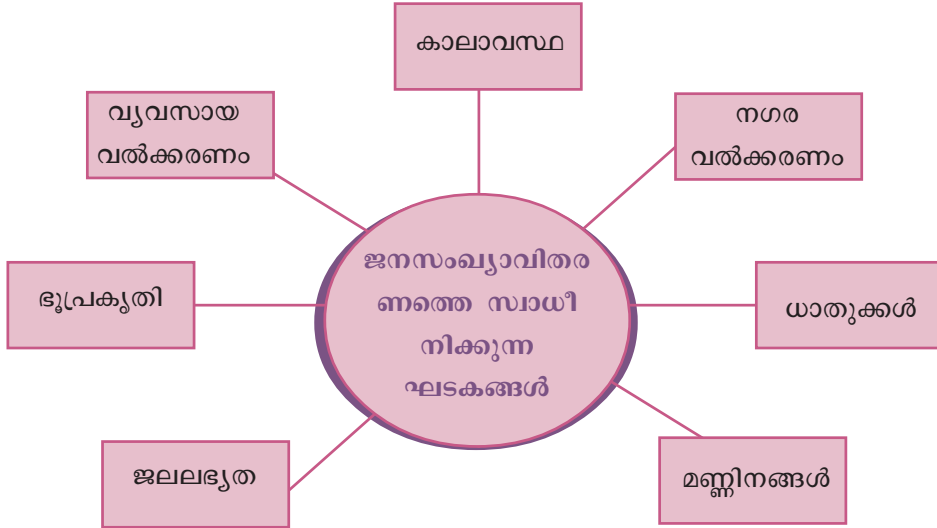 കാലാവസ്ഥ
വ്യവസായ
വൽക്കരണം
നഗര
വൽക്കരണം
ജനസംഖ്യാവിതര
ണത്തെ സ്വാധീ
നിക്കുന്ന
ഘടകങ്ങൾ
ഭൂപ്രകൃതി
ധാതുക്കൾ
ജലലഭ്യത
മണ്ണിനങ്ങൾ